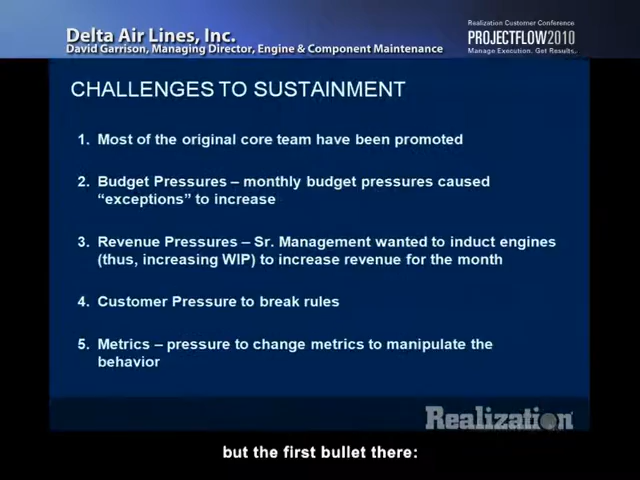 Delta Air Lines, Inc.
David Garrison, Managing Director, Engine & Component Maintenance
Realization Customer Conference
PROJECTFLOW2010
Manage Execution. Get Results.
CHALLENGES TO SUSTAINMENT
1. Most of the original core team have been promoted
2. Budget Pressures – monthly budget pressures caused
“exceptions” to increase
3. Revenue Pressures – Sr. Management wanted to induct engines
(thus, increasing WIP) to increase revenue for the month
4. Customer Pressure to break rules
5. Metrics – pressure to change metrics to manipulate the
behavior
Realization
but the first bullet there: